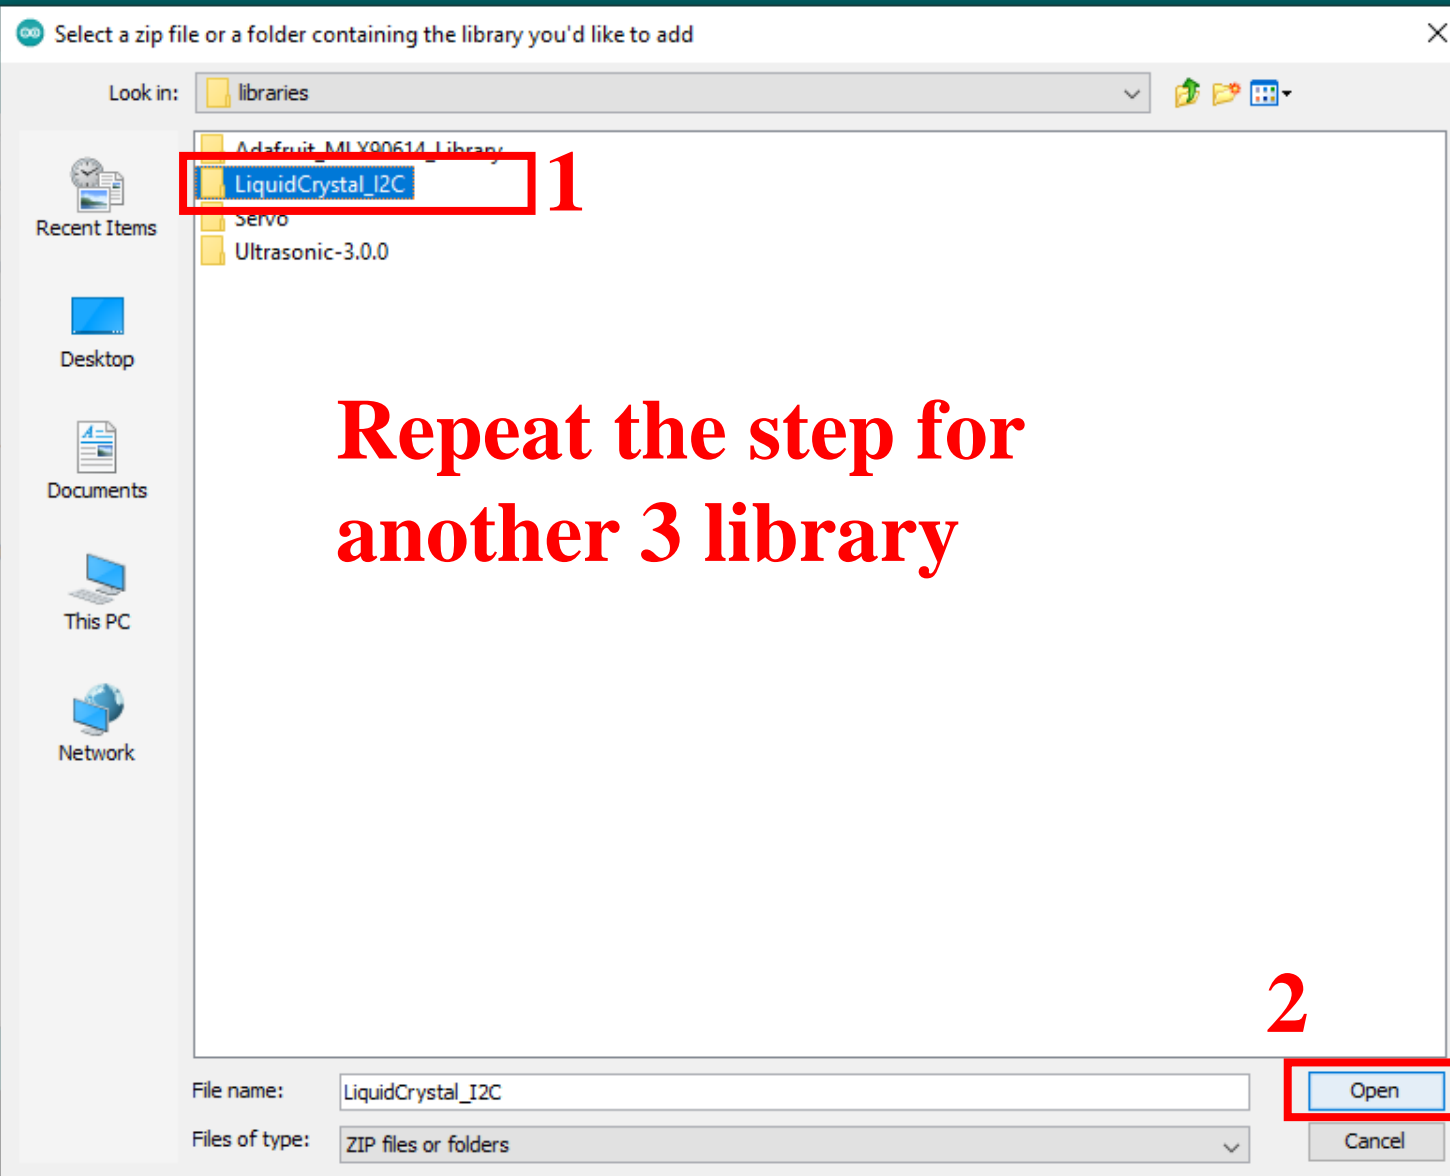 Select a zip file or a folder containing the library you'd like to add
Look in:
libraries
Adafruit_MLX90614_Library
LiquidCrystal_I2C
1
Servo
Ultrasonic-3.0.0
Recent Items
Desktop
Documents
This PC
Network
Repeat the step for
another 3 library
2
File name:
LiquidCrystal_I2C
Open
Files of type:
ZIP files or folders
Cancel